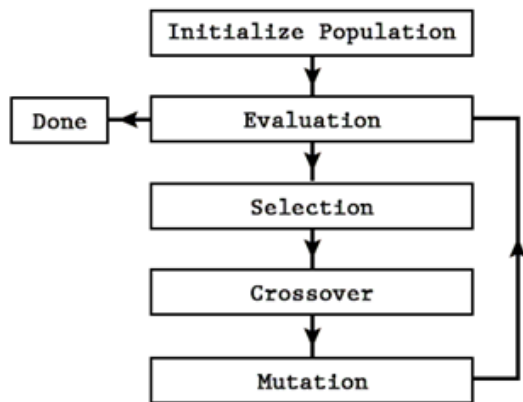 Initialize Population
Done
Evaluation
Selection
Crossover
Mutation